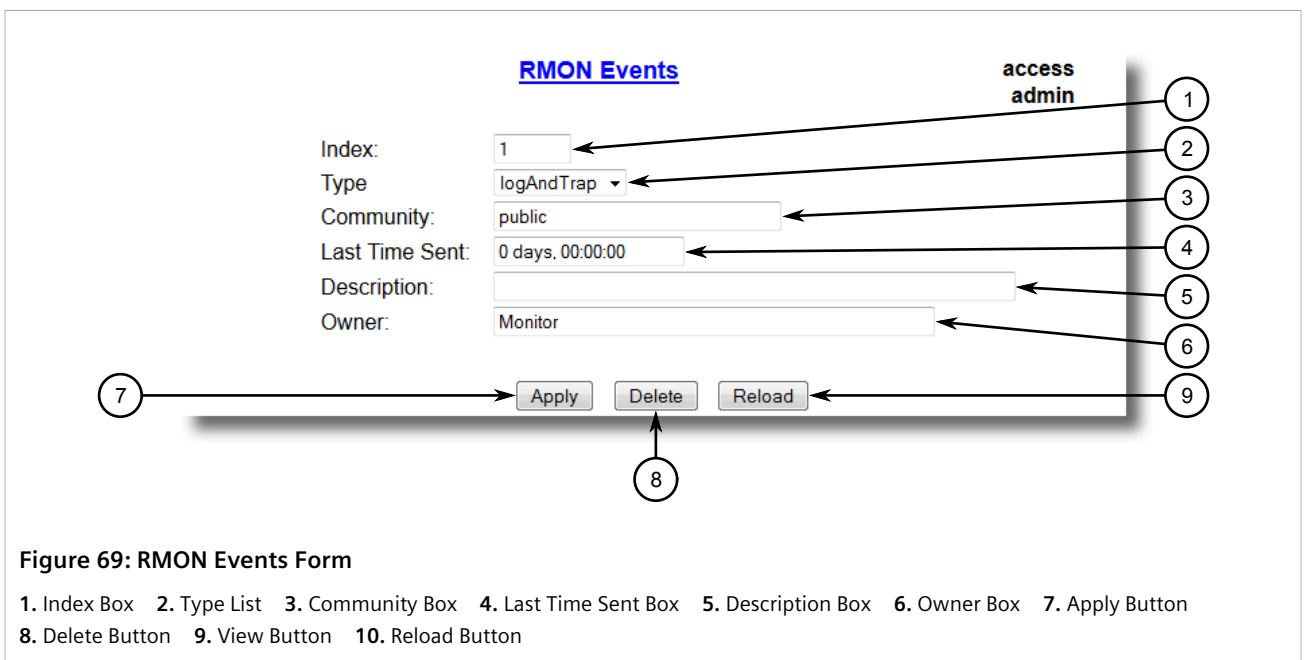 RMON Events
access
admin
1
Index: 1
2
Type logAndTrap
3
Community: public
4
Last Time Sent: 0 days, 00:00:00
Description:
5
Owner: Monitor
6
7
Apply Delete Reload
9
8
Figure 69: RMON Events Form
1. Index Box 2. Type List 3. Community Box 4. Last Time Sent Box 5. Description Box 6. Owner Box 7. Apply Button
8. Delete Button 9. View Button 10. Reload Button